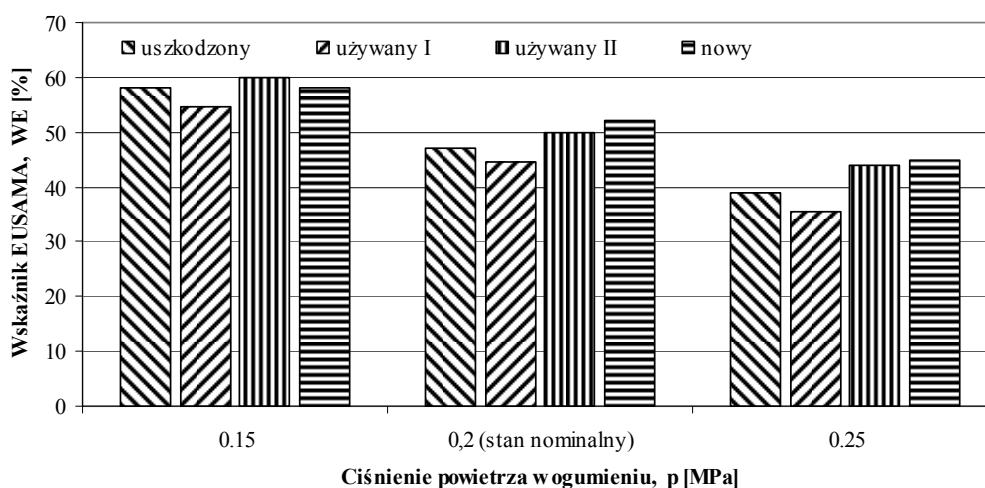 70
60
50
40
30
20
10
0
Wskaźnik EUSAMA, WE [%]
uszkodzony używany I używany II nowy
0.15 0,2 (stan nominalny) 0.25
Ciśnienie powietrza w ogumieniu, p [MPa]